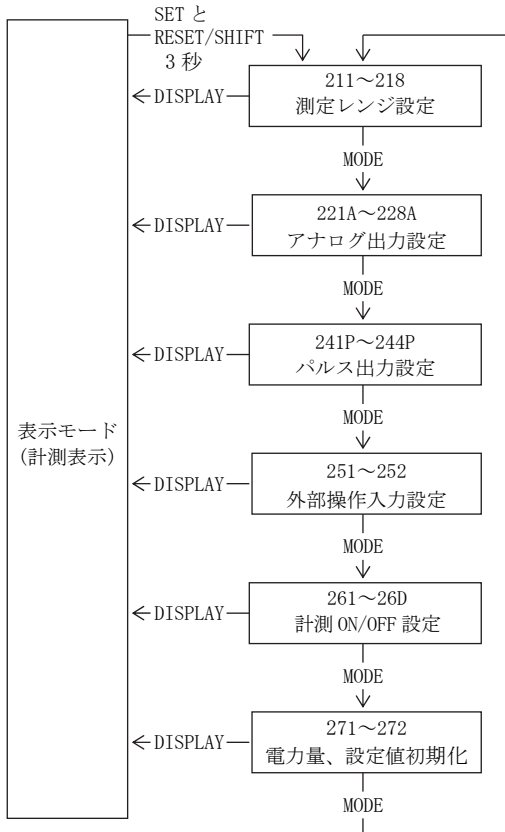 SET と
RESET/SHIFT
3 秒
211～218
測定レンジ設定
DISPLAY
MODE
221A～228A
アナログ出力設定
DISPLAY
MODE
241P～244P
パルス出力設定
DISPLAY
MODE
表示モード
(計測表示)
251～252
外部操作入力設定
DISPLAY
MODE
261～26D
計測 ON/OFF 設定
DISPLAY
MODE
271～272
電力量、設定値初期化
DISPLAY
MODE